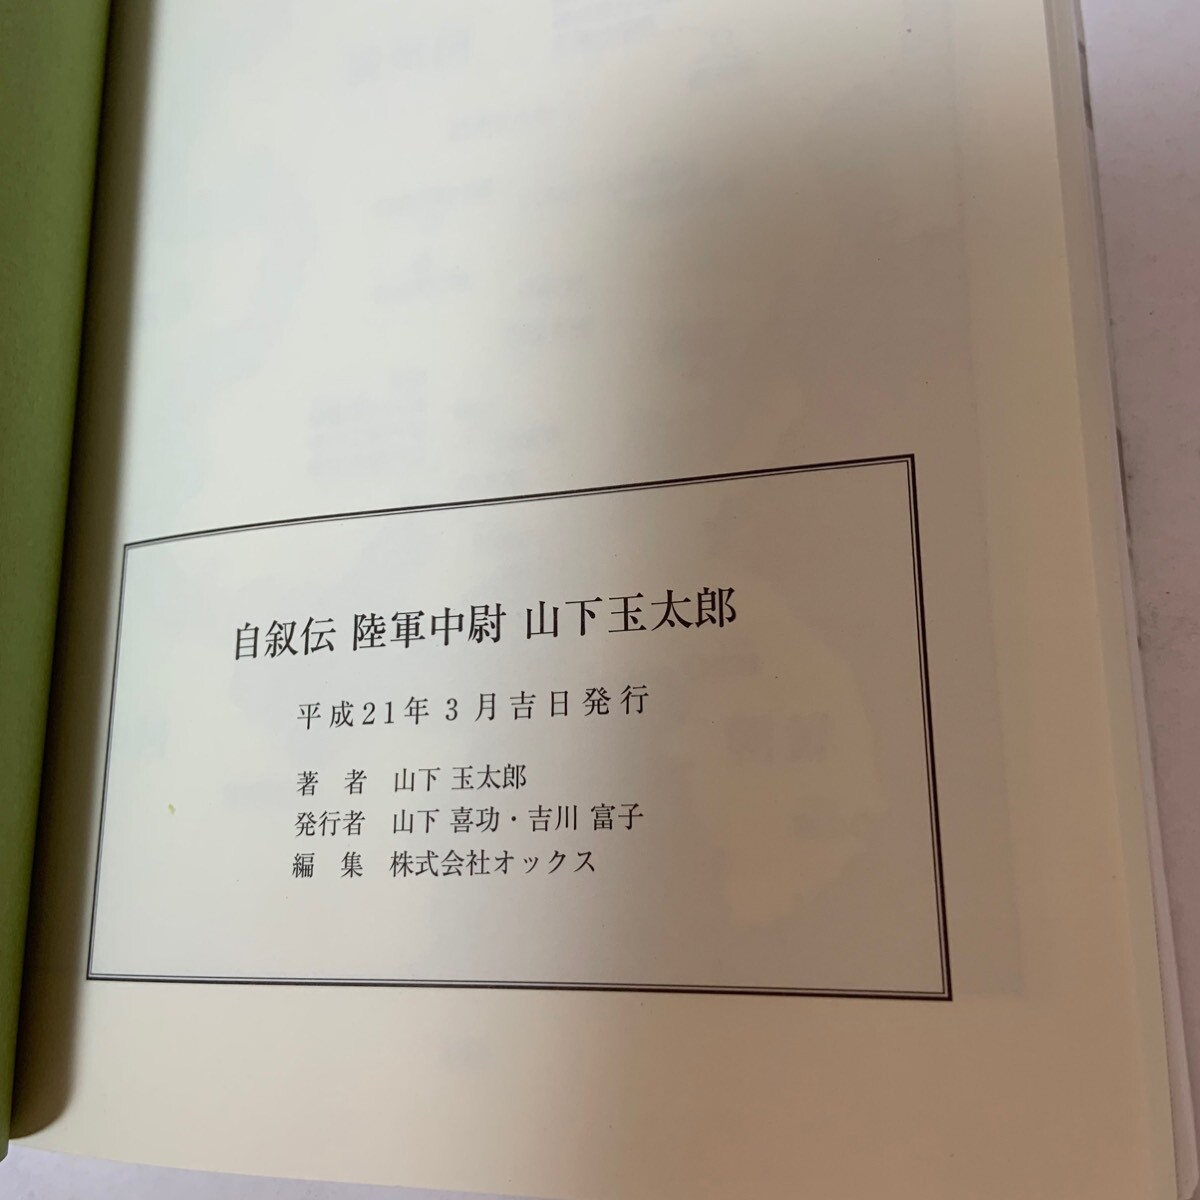 自叙伝 陸軍中尉 山下玉太郎
平成21年3月吉日発行
著　者　山下 玉太郎
発行者　山下 喜功・吉川 富子
編　集　株式会社オックス